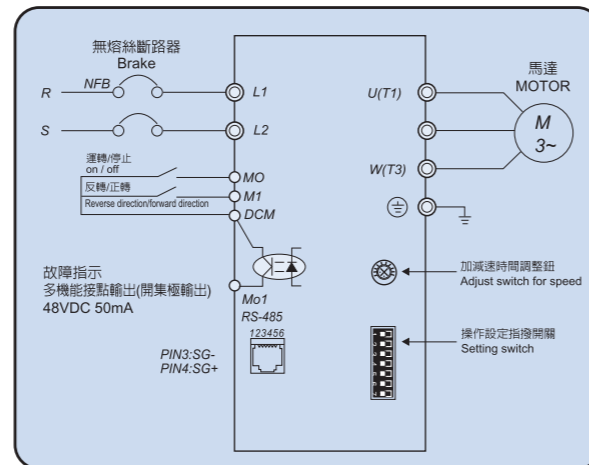 無熔絲斷路器
Brake
R
NFB
L1
S
L2
運轉/停止
on / off
MO
反轉/正轉
Reverse direction/forward direction
M1
DCM
故障指示
多機能接點輸出(開集極輸出)
48VDC 50mA
Mo1
RS-485
123456
PIN3:SG-
PIN4:SG+
馬達
MOTOR
U(T1)
M
3~
W(T3)
加減速時間調整鈕
Adjust switch for speed
操作設定指撥開關
Setting switch